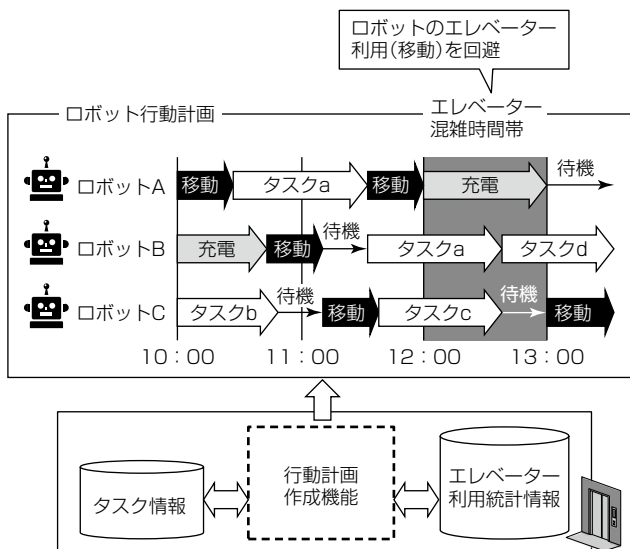 ロボットのエレベーター
利用(移動)を回避
ロボット行動計画
エレベーター
混雑時間帯
ロボットA
移動
タスクa
移動
充電
待機
ロボットB
充電
移動
待機
タスクa
タスクd
ロボットC
タスクb
待機
移動
タスクc
待機
移動
10：00
11：00
12：00
13：00
タスク情報
行動計画
作成機能
エレベーター
利用統計情報